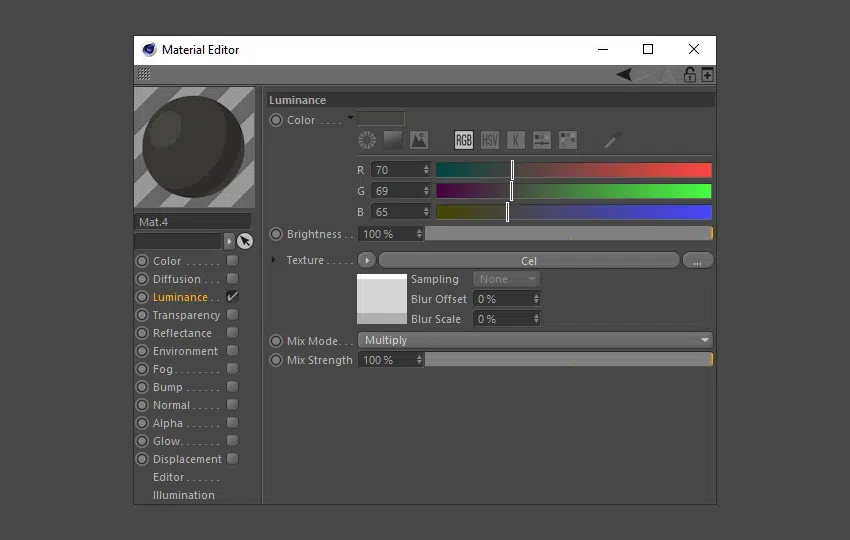 Material Editor
Luminance
Color . . . .
RGB HSV K
R 70
G 69
B 65
Mat.4
Brightness . . 100 %
Color . . . . . .
Texture . . . . . Cel ...
Diffusion . . .
Sampling None
Luminance . .
Blur Offset 0 %
Transparency
Blur Scale 0 %
Reflectance
Mix Mode. . . Multiply
Environment
Mix Strength 100 %
Fog. . . . . . . .
Bump . . . . . .
Normal . . . . .
Alpha . . . . . .
Glow. . . . . . .
Displacement
Editor . . . . . .
Illumination